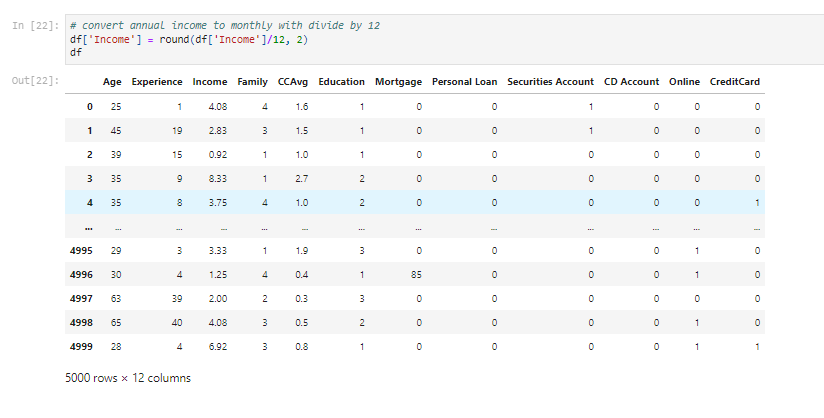 In [22]: # convert annual income to monthly with divide by 12
df['Income'] = round(df['Income']/12, 2)
df
Out[22]:
Age Experience Income Family CCAvg Education Mortgage Personal Loan Securities Account CD Account Online CreditCard
0 25 1 4.08 4 1.6 1 0 0 1 0 0 0
1 45 19 2.83 3 1.5 1 0 0 1 0 0 0
2 39 15 0.92 1 1.0 1 0 0 0 0 0 0
3 35 9 8.33 1 2.7 2 0 0 0 0 0 0
4 35 8 3.75 4 1.0 2 0 0 0 0 0 1
... ... ... ... ... ... ... ... ... ... ... ... ...
4995 29 3 3.33 1 1.9 3 0 0 0 0 1 0
4996 30 4 1.25 4 0.4 1 85 0 0 0 1 0
4997 63 39 2.00 2 0.3 3 0 0 0 0 0 0
4998 65 40 4.08 3 0.5 2 0 0 0 0 1 0
4999 28 4 6.92 3 0.8 1 0 0 0 0 1 1
5000 rows × 12 columns